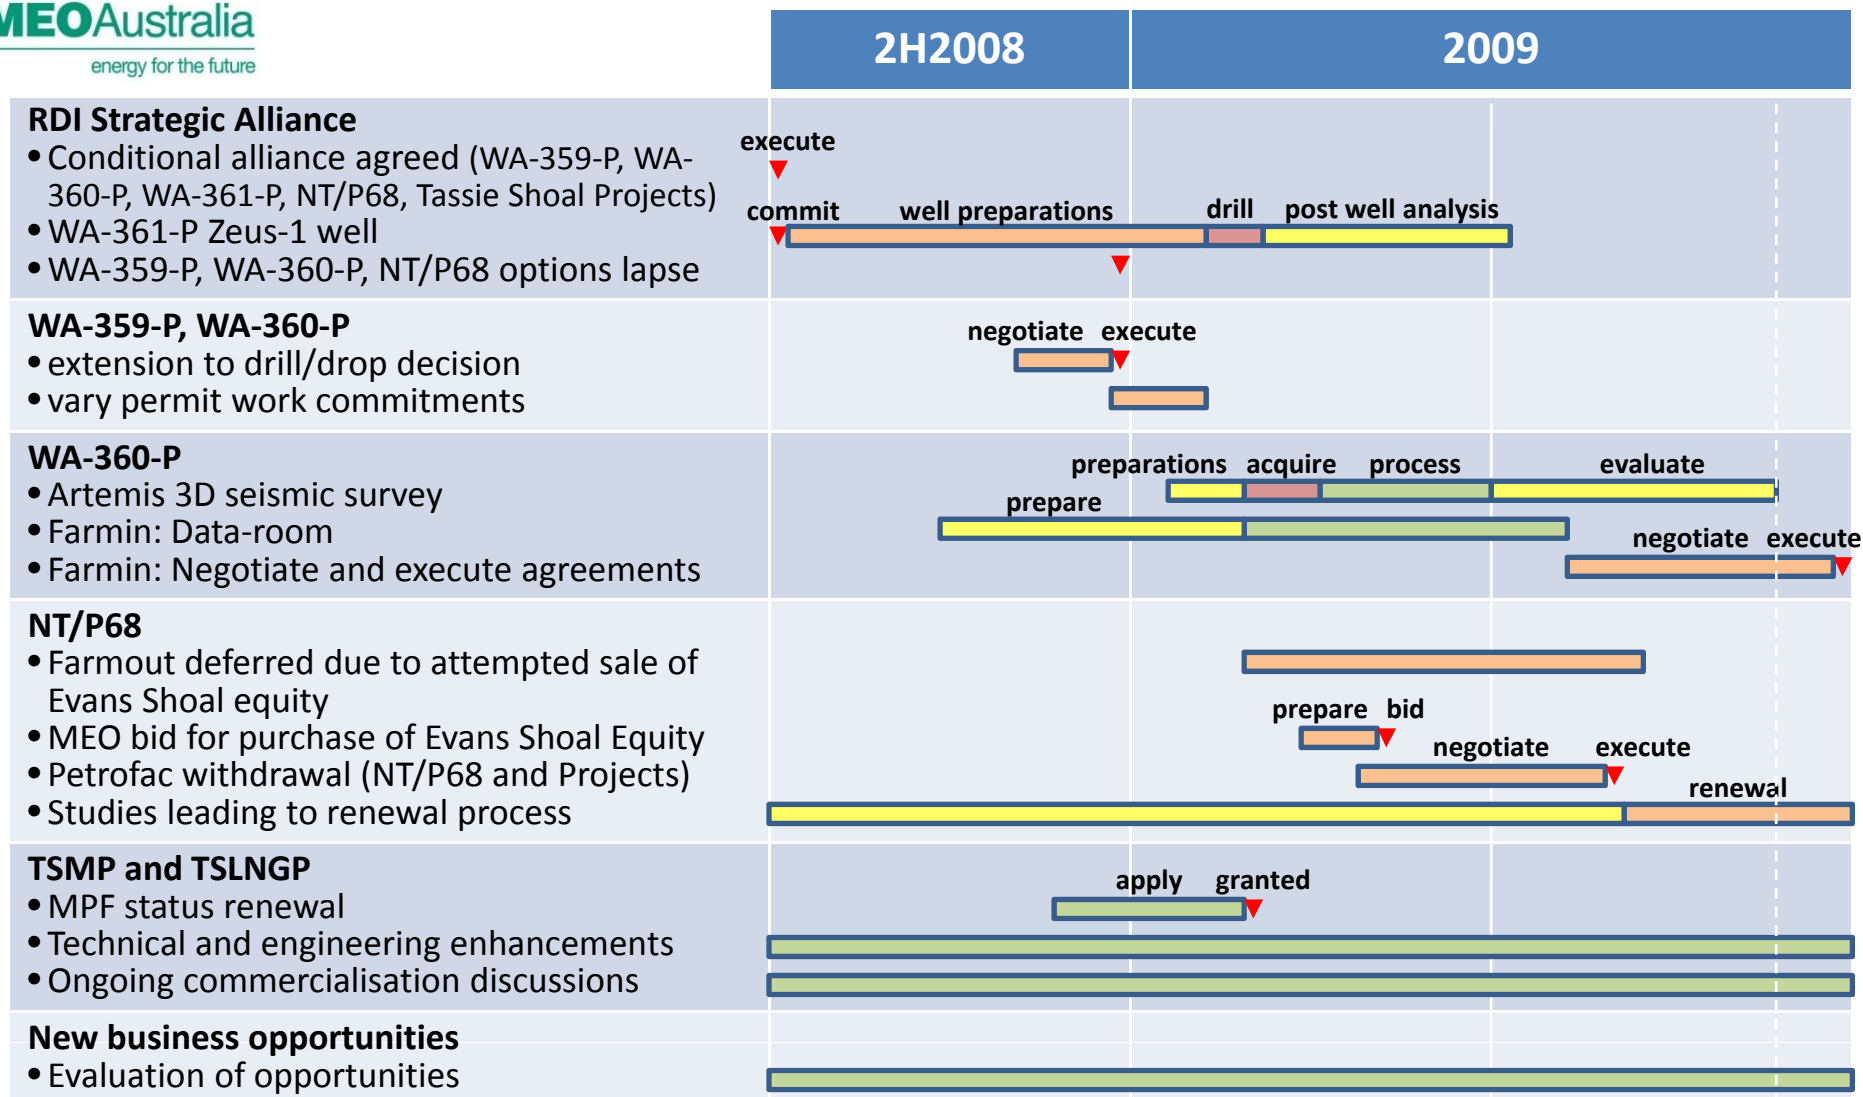 MEOAustralia
energy for the future
2H2008
2009
RDI Strategic Alliance
• Conditional alliance agreed (WA-359-P, WA-
360-P, WA-361-P, NT/P68, Tassie Shoal Projects)
• WA-361-P Zeus-1 well
• WA-359-P, WA-360-P, NT/P68 options lapse
execute
commit
well preparations
drill
post well analysis
WA-359-P, WA-360-P
• extension to drill/drop decision
• vary permit work commitments
negotiate
execute
WA-360-P
• Artemis 3D seismic survey
• Farmin: Data-room
• Farmin: Negotiate and execute agreements
preparations
acquire
process
evaluate
prepare
negotiate
execute
NT/P68
• Farmout deferred due to attempted sale of
Evans Shoal equity
• MEO bid for purchase of Evans Shoal Equity
• Petrofac withdrawal (NT/P68 and Projects)
• Studies leading to renewal process
prepare
bid
negotiate
execute
renewal
TSMP and TSLNGP
• MPF status renewal
• Technical and engineering enhancements
• Ongoing commercialisation discussions
apply
granted
New business opportunities
• Evaluation of opportunities